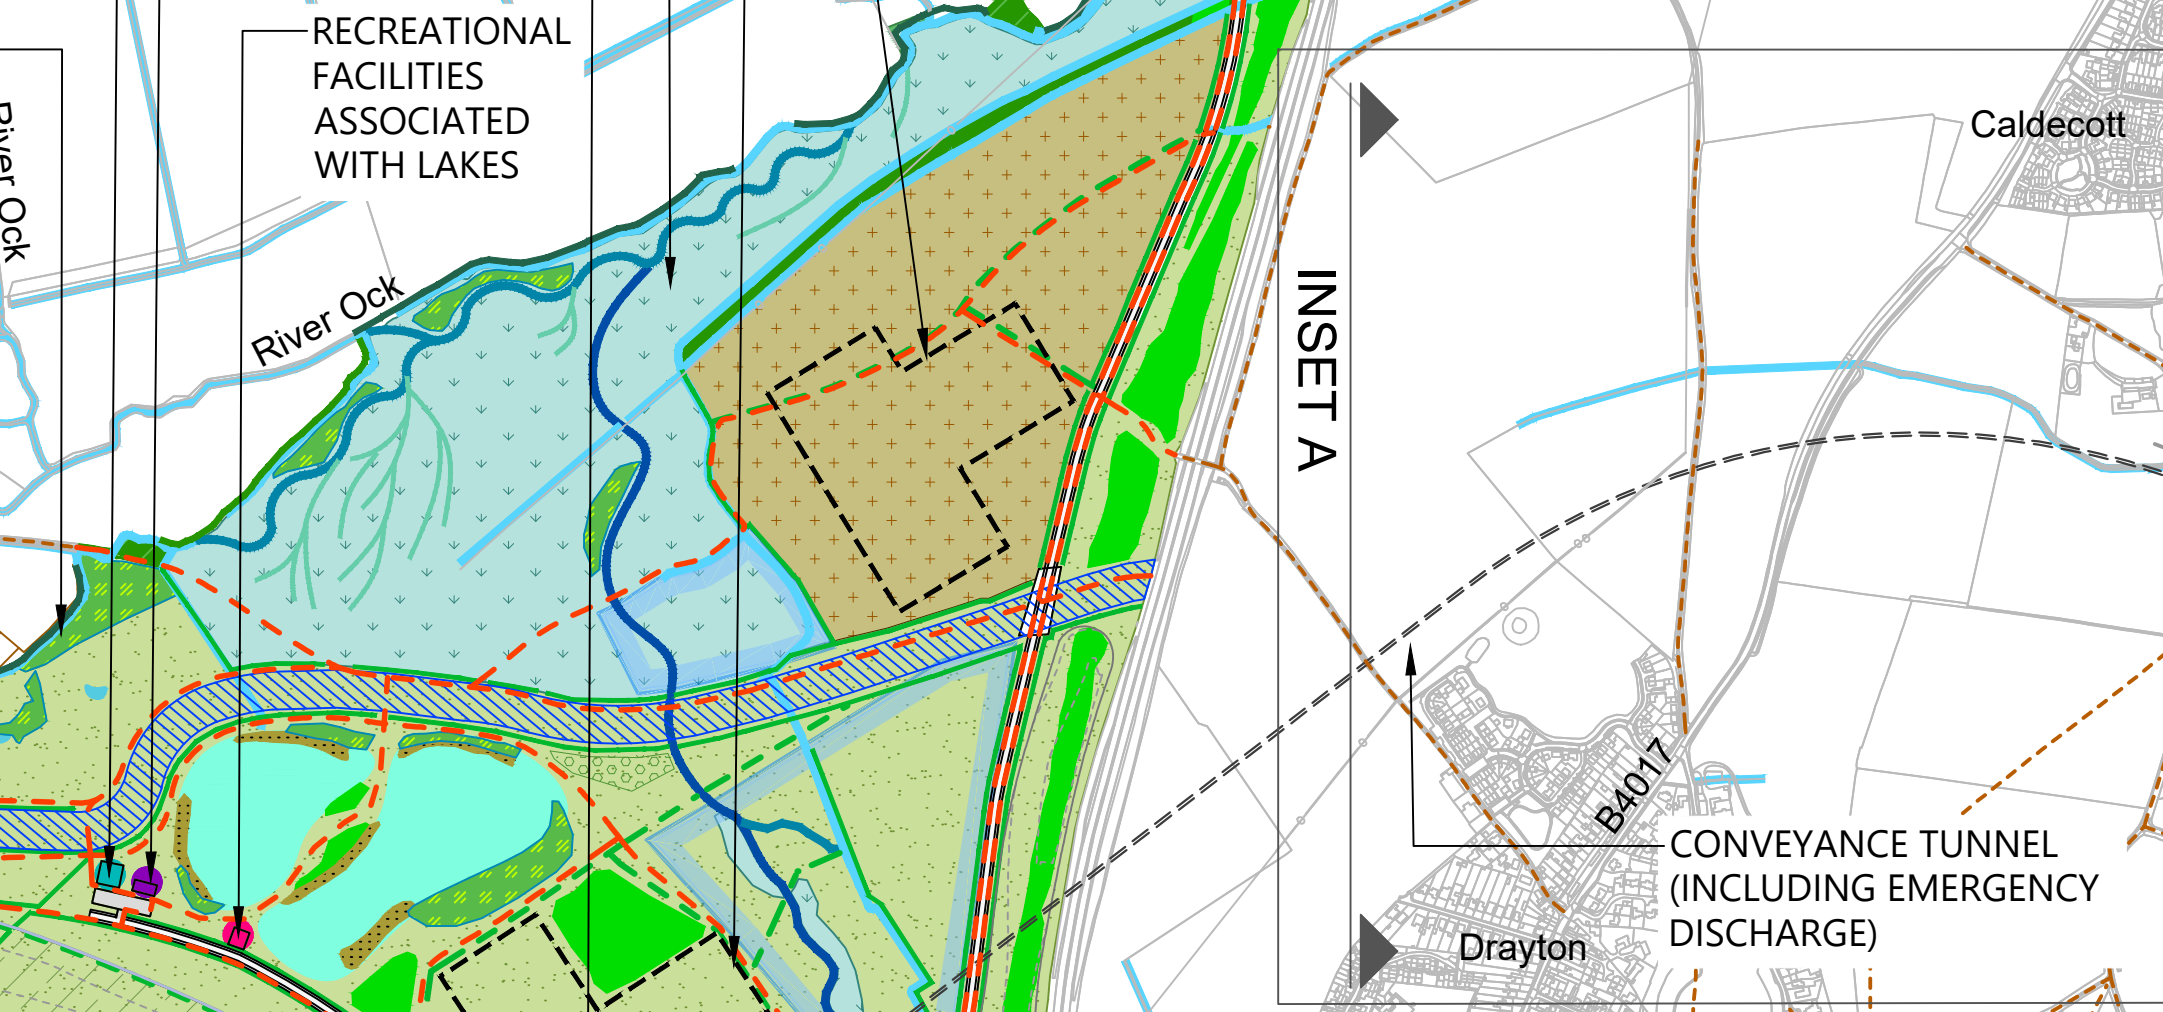 RECREATIONAL
FACILITIES
ASSOCIATED
WITH LAKES
River Ock
River Ock
INSET A
Caldecott
B4017
CONVEYANCE TUNNEL
(INCLUDING EMERGENCY
DISCHARGE)
Drayton